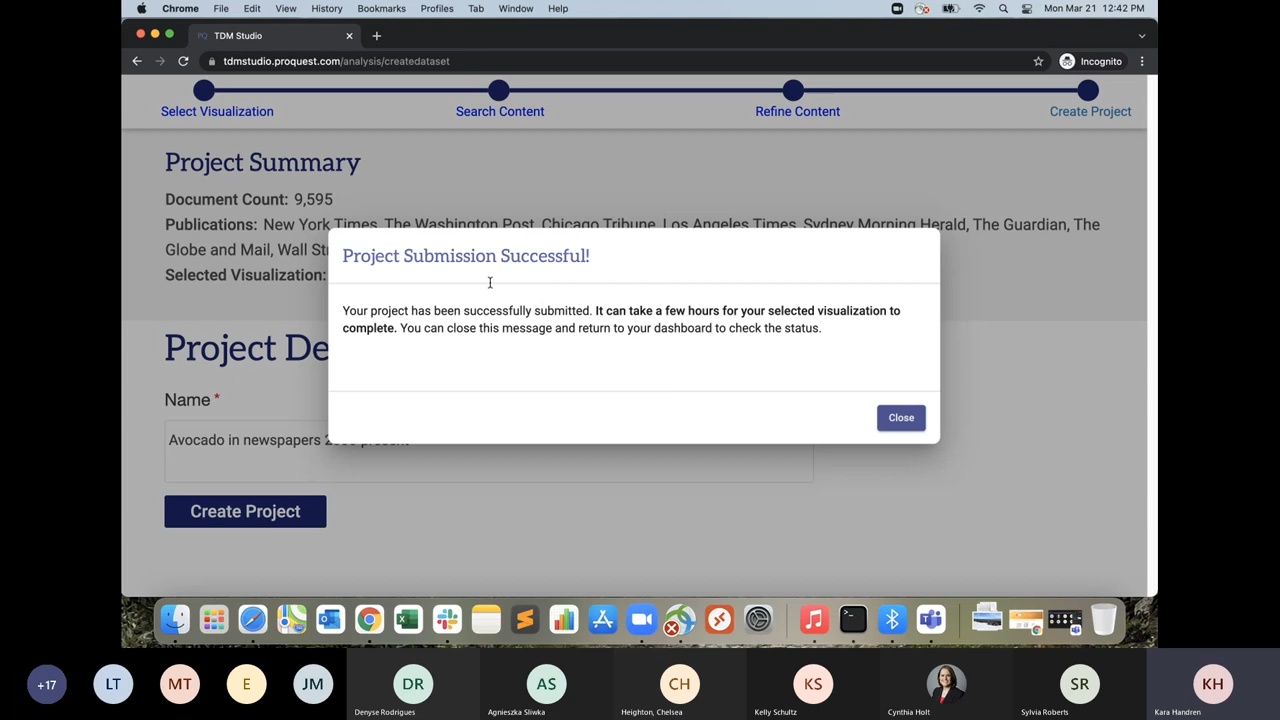 Chrome File Edit View History Bookmarks Profiles Tab Window Help Mon Mar 21 12:42 PM
PQ TDM Studio
tdmstudio.proquest.com/analysis/createdataset Incognito
Select Visualization Search Content Refine Content Create Project
Project Summary
Document Count: 9,595
Publications: New York Times, The Washington Post, Chicago Tribune, Los Angeles Times, Sydney Morning Herald, The Guardian, The
Globe and Mail, Wall St
Selected Visualization:
Project Submission Successful!
Your project has been successfully submitted. It can take a few hours for your selected visualization to
complete. You can close this message and return to your dashboard to check the status.
Close
Project De
Name *
Avocado in newspapers
Create Project
+17 LT MT E JM DR AS CH KS SR KH
Denyse Rodrigues Agnieszka Sliwka Heighton, Chelsea Kelly Schultz Cynthia Holt Sylvia Roberts Kara Handren